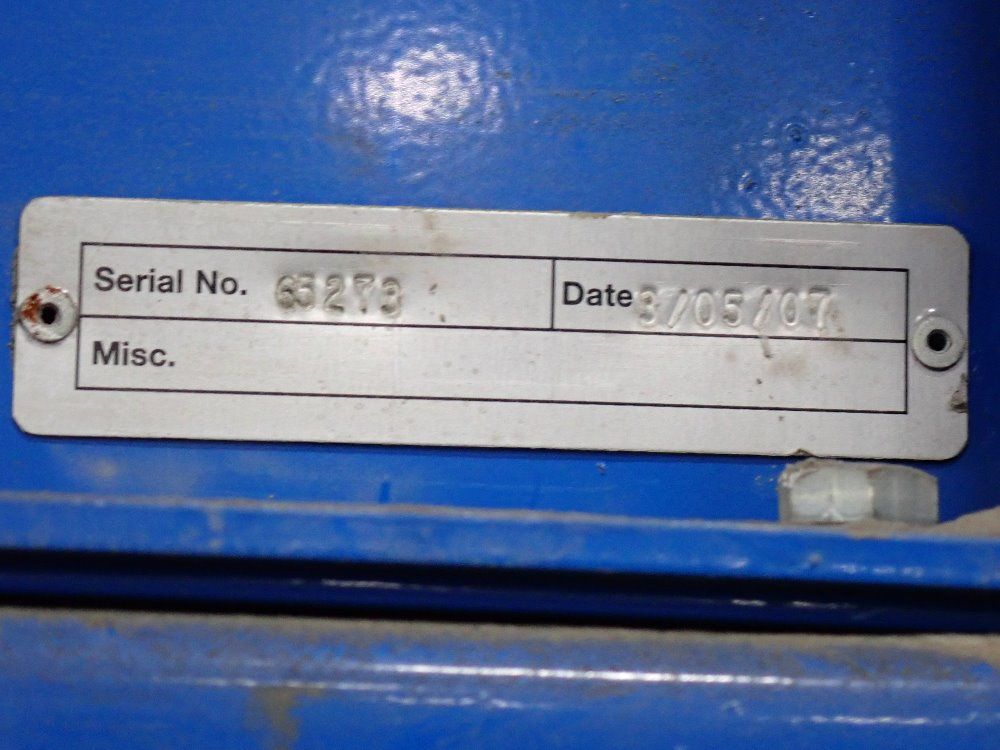 Serial No. 65273
Date 3/05/07
Misc.